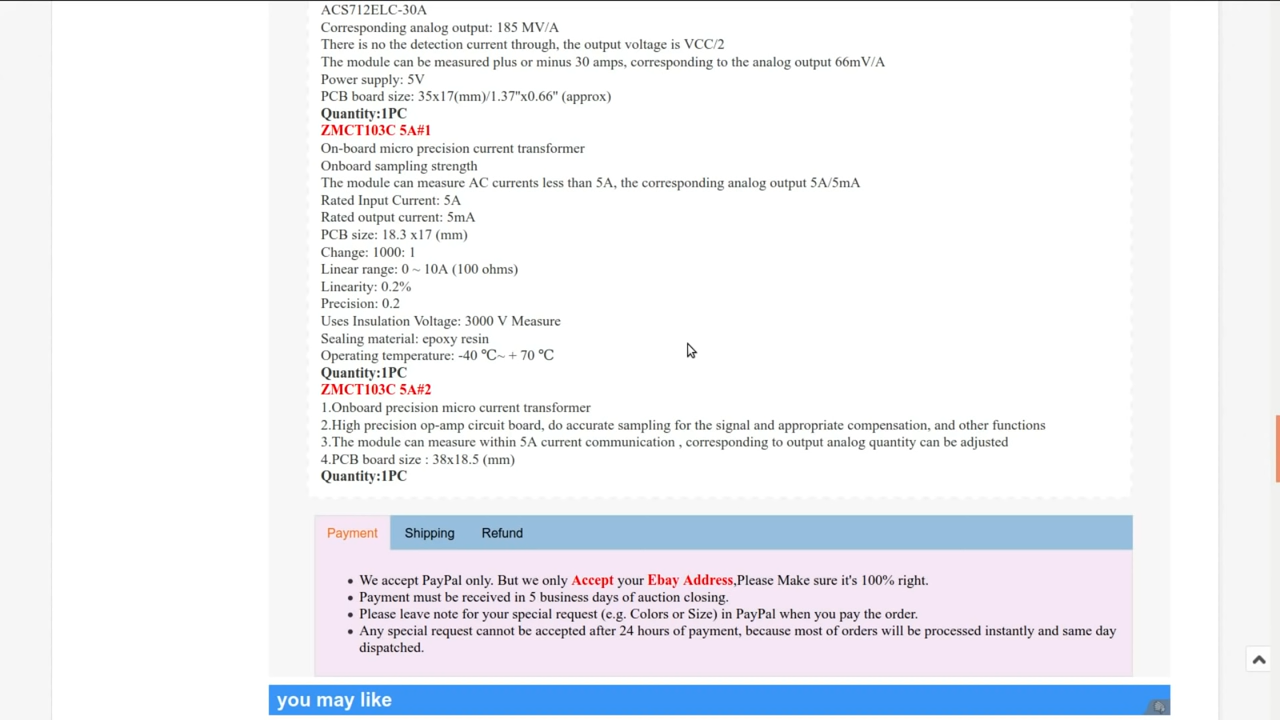 ACS712ELC-30A
Corresponding analog output: 185 MV/A
There is no the detection current through, the output voltage is VCC/2
The module can be measured plus or minus 30 amps, corresponding to the analog output 66mV/A
Power supply: 5V
PCB board size: 35x17(mm)/1.37"x0.66" (approx)
Quantity:1PC
ZMCT103C 5A#1
On-board micro precision current transformer
Onboard sampling strength
The module can measure AC currents less than 5A, the corresponding analog output 5A/5mA
Rated Input Current: 5A
Rated output current: 5mA
PCB size: 18.3 x17 (mm)
Change: 1000: 1
Linear range: 0 ~ 10A (100 ohms)
Linearity: 0.2%
Precision: 0.2
Uses Insulation Voltage: 3000 V Measure
Sealing material: epoxy resin
Operating temperature: -40 ℃~ + 70 ℃
Quantity:1PC
ZMCT103C 5A#2
1.Onboard precision micro current transformer
2.High precision op-amp circuit board, do accurate sampling for the signal and appropriate compensation, and other functions
3.The module can measure within 5A current communication , corresponding to output analog quantity can be adjusted
4.PCB board size : 38x18.5 (mm)
Quantity:1PC
Payment Shipping Refund
• We accept PayPal only. But we only Accept your Ebay Address,Please Make sure it's 100% right.
• Payment must be received in 5 business days of auction closing.
• Please leave note for your special request (e.g. Colors or Size) in PayPal when you pay the order.
• Any special request cannot be accepted after 24 hours of payment, because most of orders will be processed instantly and same day
dispatched.
you may like